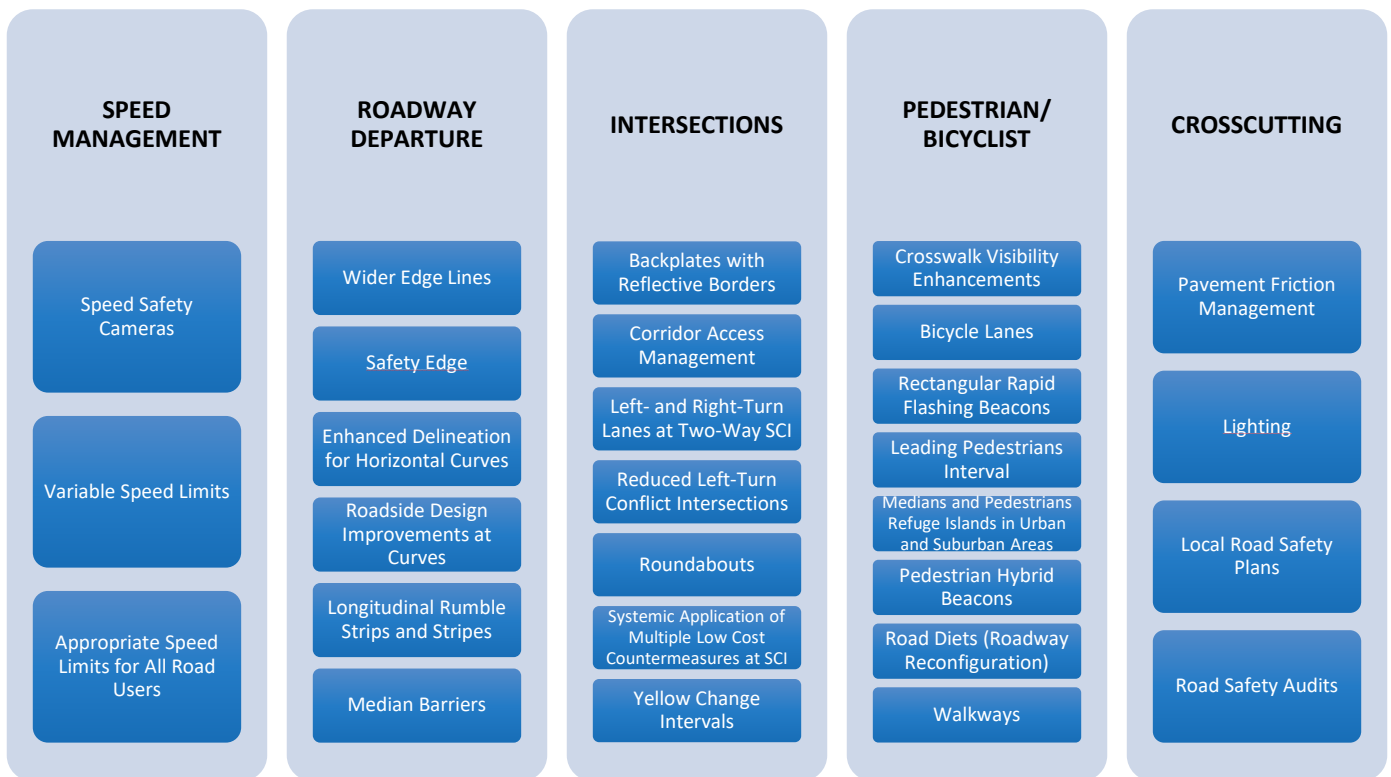 SPEED
MANAGEMENT
Speed Safety
Cameras
Variable Speed Limits
Appropriate Speed
Limits for All Road
Users
ROADWAY
DEPARTURE
Wider Edge Lines
Safety Edge
Enhanced Delineation
for Horizontal Curves
Roadside Design
Improvements at
Curves
Longitudinal Rumble
Strips and Stripes
Median Barriers
INTERSECTIONS
Backplates with
Reflective Borders
Corridor Access
Management
Left- and Right-Turn
Lanes at Two-Way SCI
Reduced Left-Turn
Conflict Intersections
Roundabouts
Systemic Application of
Multiple Low Cost
Countermeasures at SCI
Yellow Change
Intervals
PEDESTRIAN/
BICYCLIST
Crosswalk Visibility
Enhancements
Bicycle Lanes
Rectangular Rapid
Flashing Beacons
Leading Pedestrians
Interval
Medians and Pedestrians
Refuge Islands in Urban
and Suburban Areas
Pedestrian Hybrid
Beacons
Road Diets (Roadway
Reconfiguration)
Walkways
CROSSCUTTING
Pavement Friction
Management
Lighting
Local Road Safety
Plans
Road Safety Audits